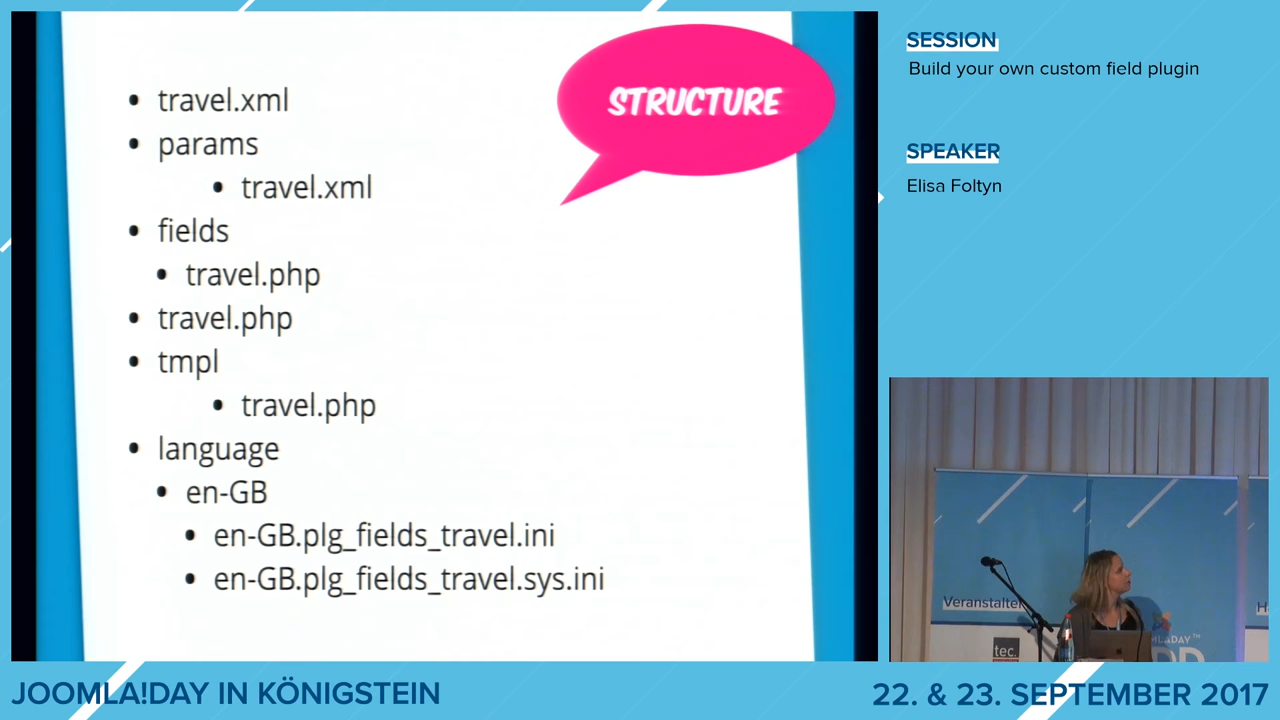 STRUCTURE
• travel.xml
• params
• travel.xml
• fields
• travel.php
• travel.php
• tmpl
• travel.php
• language
• en-GB
• en-GB.plg_fields_travel.ini
• en-GB.plg_fields_travel.sys.ini
SESSION
Build your own custom field plugin
SPEAKER
Elisa Foltyn
Veranstalter
tec.
JOOMLA!DAY IN KÖNIGSTEIN
22. & 23. SEPTEMBER 2017